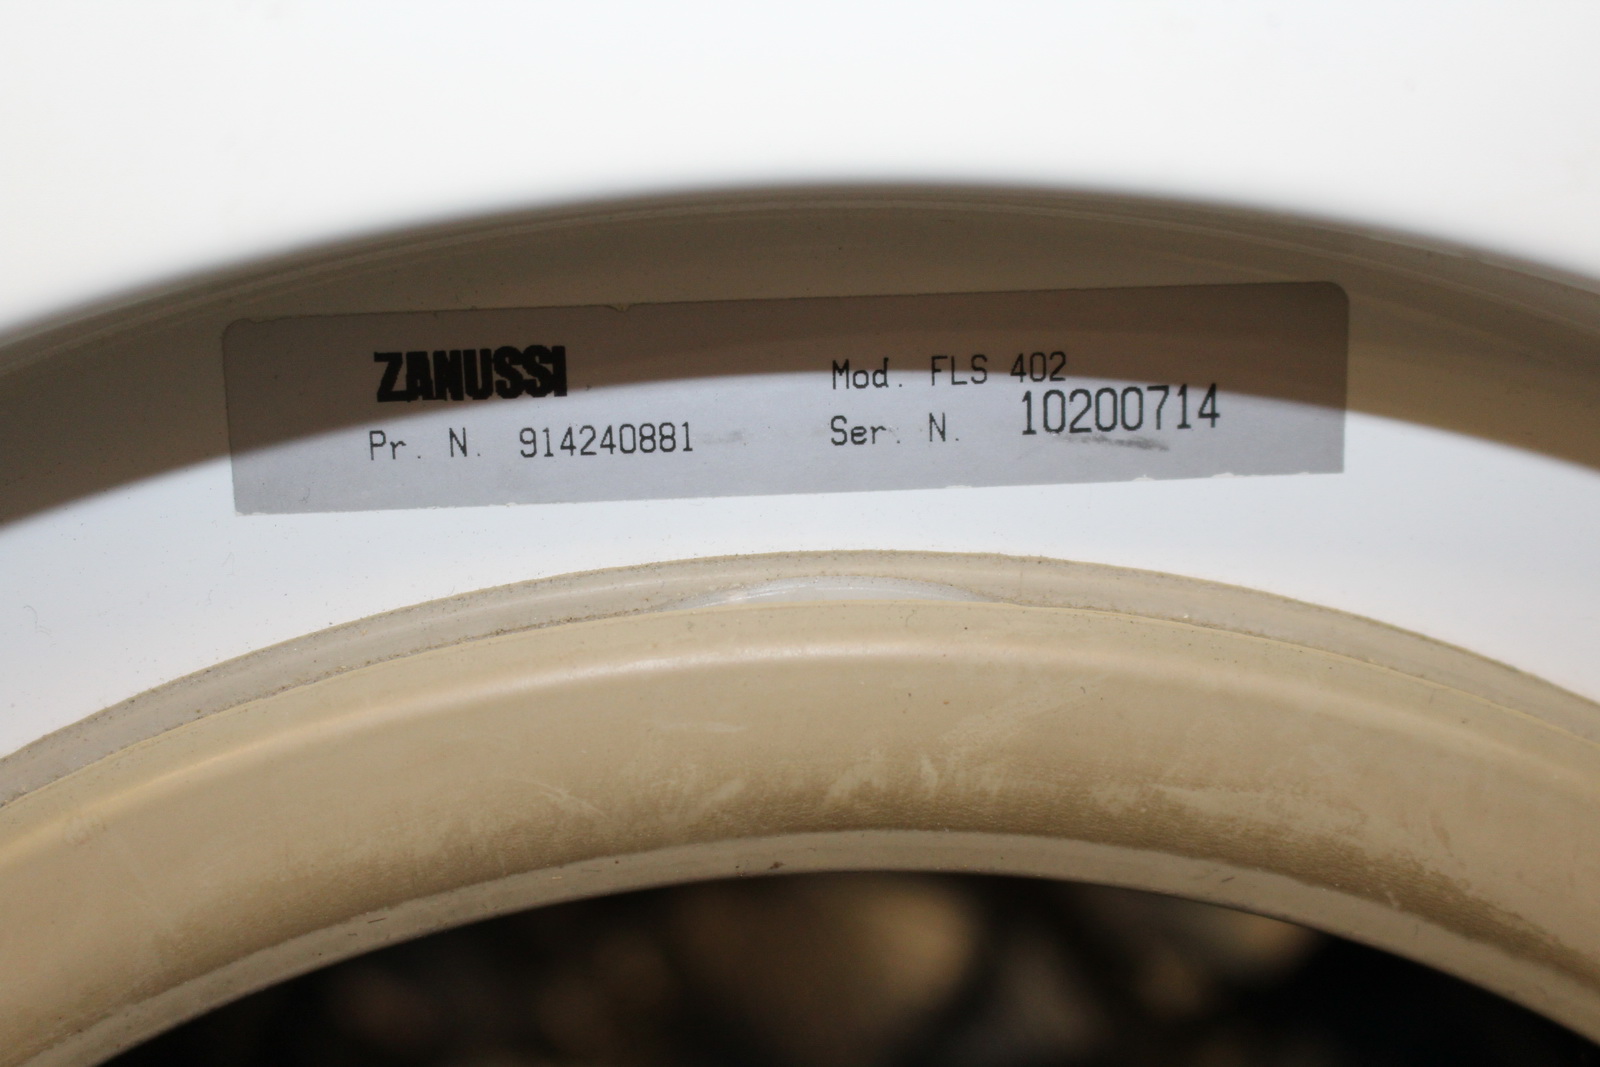 ZANUSSI
Mod. FLS 402
Pr. N. 914240881
Ser. N. 10200714